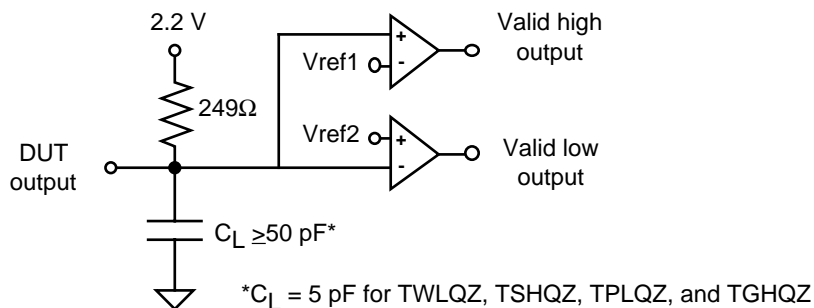 2.2 V
Valid high
output
+
-
Vref1
249Ω
Vref2
+
-
Valid low
output
DUT
output
C_L ≥50 pF*
*C_L = 5 pF for TWLQZ, TSHQZ, TPLQZ, and TGHQZ